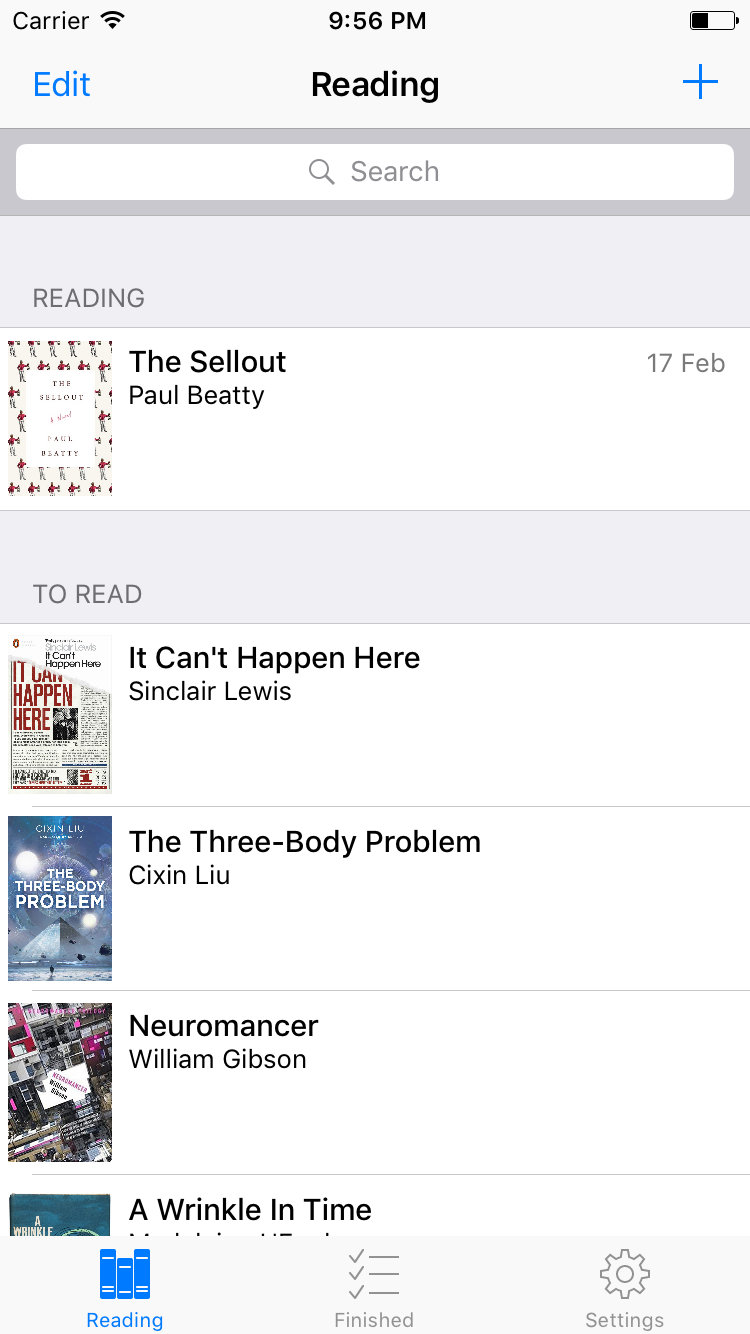 Carrier 9:56 PM
Edit Reading
Search
READING
THE
SELLOUT
a novel
PAUL
BEATTY
The Sellout 17 Feb
Paul Beatty
TO READ
Sinclair Lewis
It Can't
Happen Here
HAPPEN
HERE
It Can't Happen Here
Sinclair Lewis
CIXIN LIU
THE
THREE-BODY
PROBLEM
The Three-Body Problem
Cixin Liu
NEUROMANCER
William
Gibson
Neuromancer
William Gibson
A
WRINKLE
A Wrinkle In Time
Reading Finished Settings